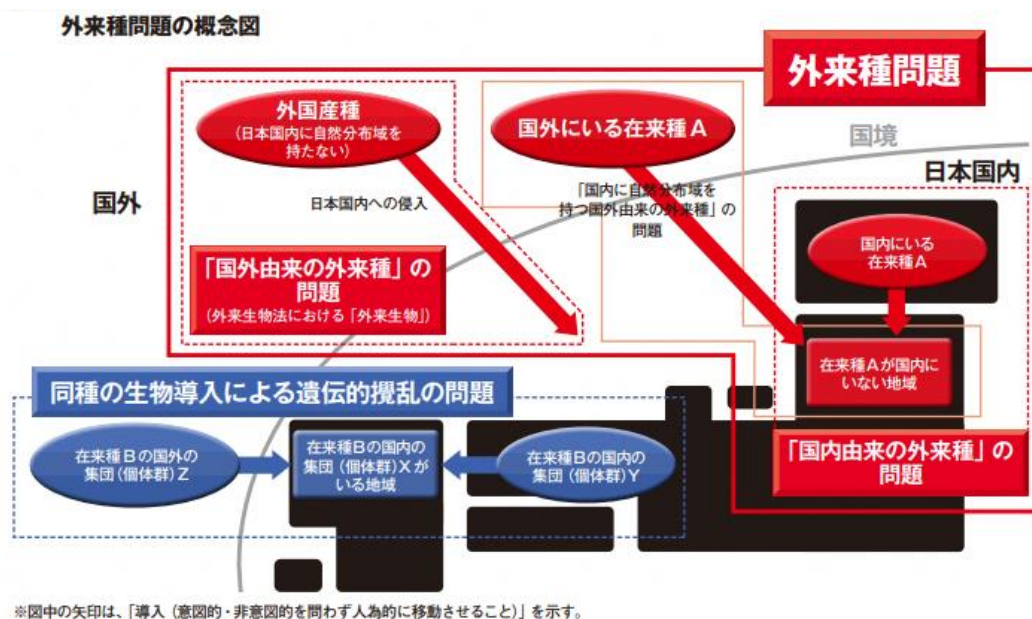 外来種問題の概念図
外来種問題
外国産種
(日本国内に自然分布域を
持たない)
国外にいる在来種A
国境
日本国内
国外
日本国内への侵入
「国内に自然分布域を
持つ国外由来の外来種」の
問題
国内にいる
在来種A
「国外由来の外来種」の
問題
(外来生物法における「外来生物」)
在来種Aが国内に
いない地域
同種の生物導入による遺伝的攪乱の問題
在来種Bの国外の
集団(個体群)Z
在来種Bの国内の
集団(個体群)Xが
いる地域
在来種Bの国内の
集団(個体群)Y
「国内由来の外来種」の
問題
※図中の矢印は、「導入(意図的・非意図的を問わず人為的に移動させること)」を示す。